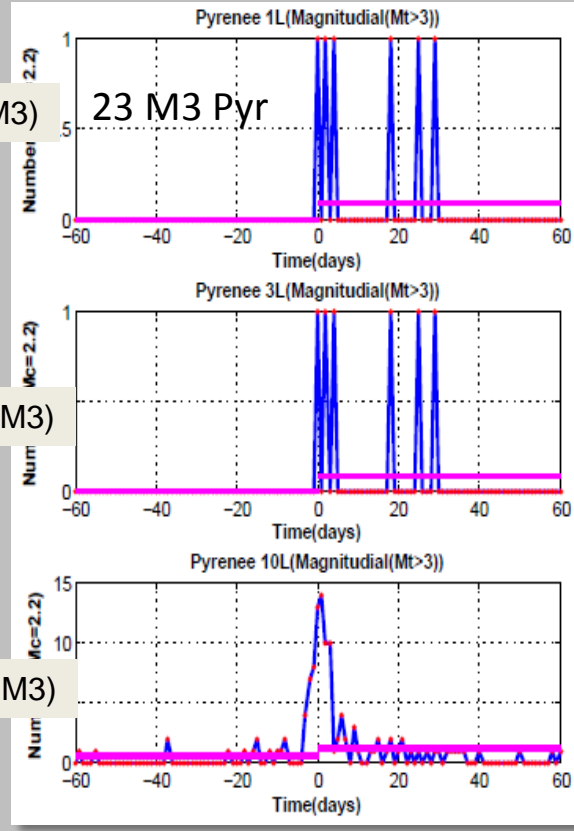 Pyrenee 1L(Magnitudial(Mt>3))
1
.5
0
=2.2)
Number
M3)
23 M3 Pyr
−60 −40 −20 0 20 40 60
Time(days)
Pyrenee 3L(Magnitudial(Mt>3))
1
0
Mc=2.2)
Num
M3)
−60 −40 −20 0 20 40 60
Time(days)
Pyrenee 10L(Magnitudial(Mt>3))
15
10
0
Mc=2.2)
Num
M3)
−60 −40 −20 0 20 40 60
Time(days)